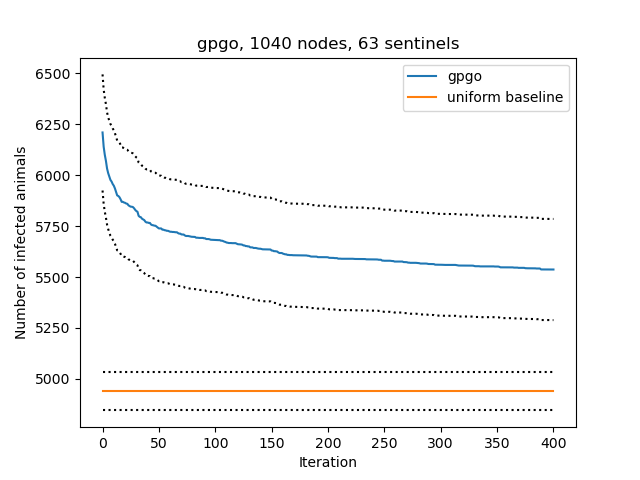 gpgo, 1040 nodes, 63 sentinels
gpgo
uniform baseline
6500
6250
6000
5750
5500
5250
5000
Number of infected animals
0 50 100 150 200 250 300 350 400
Iteration